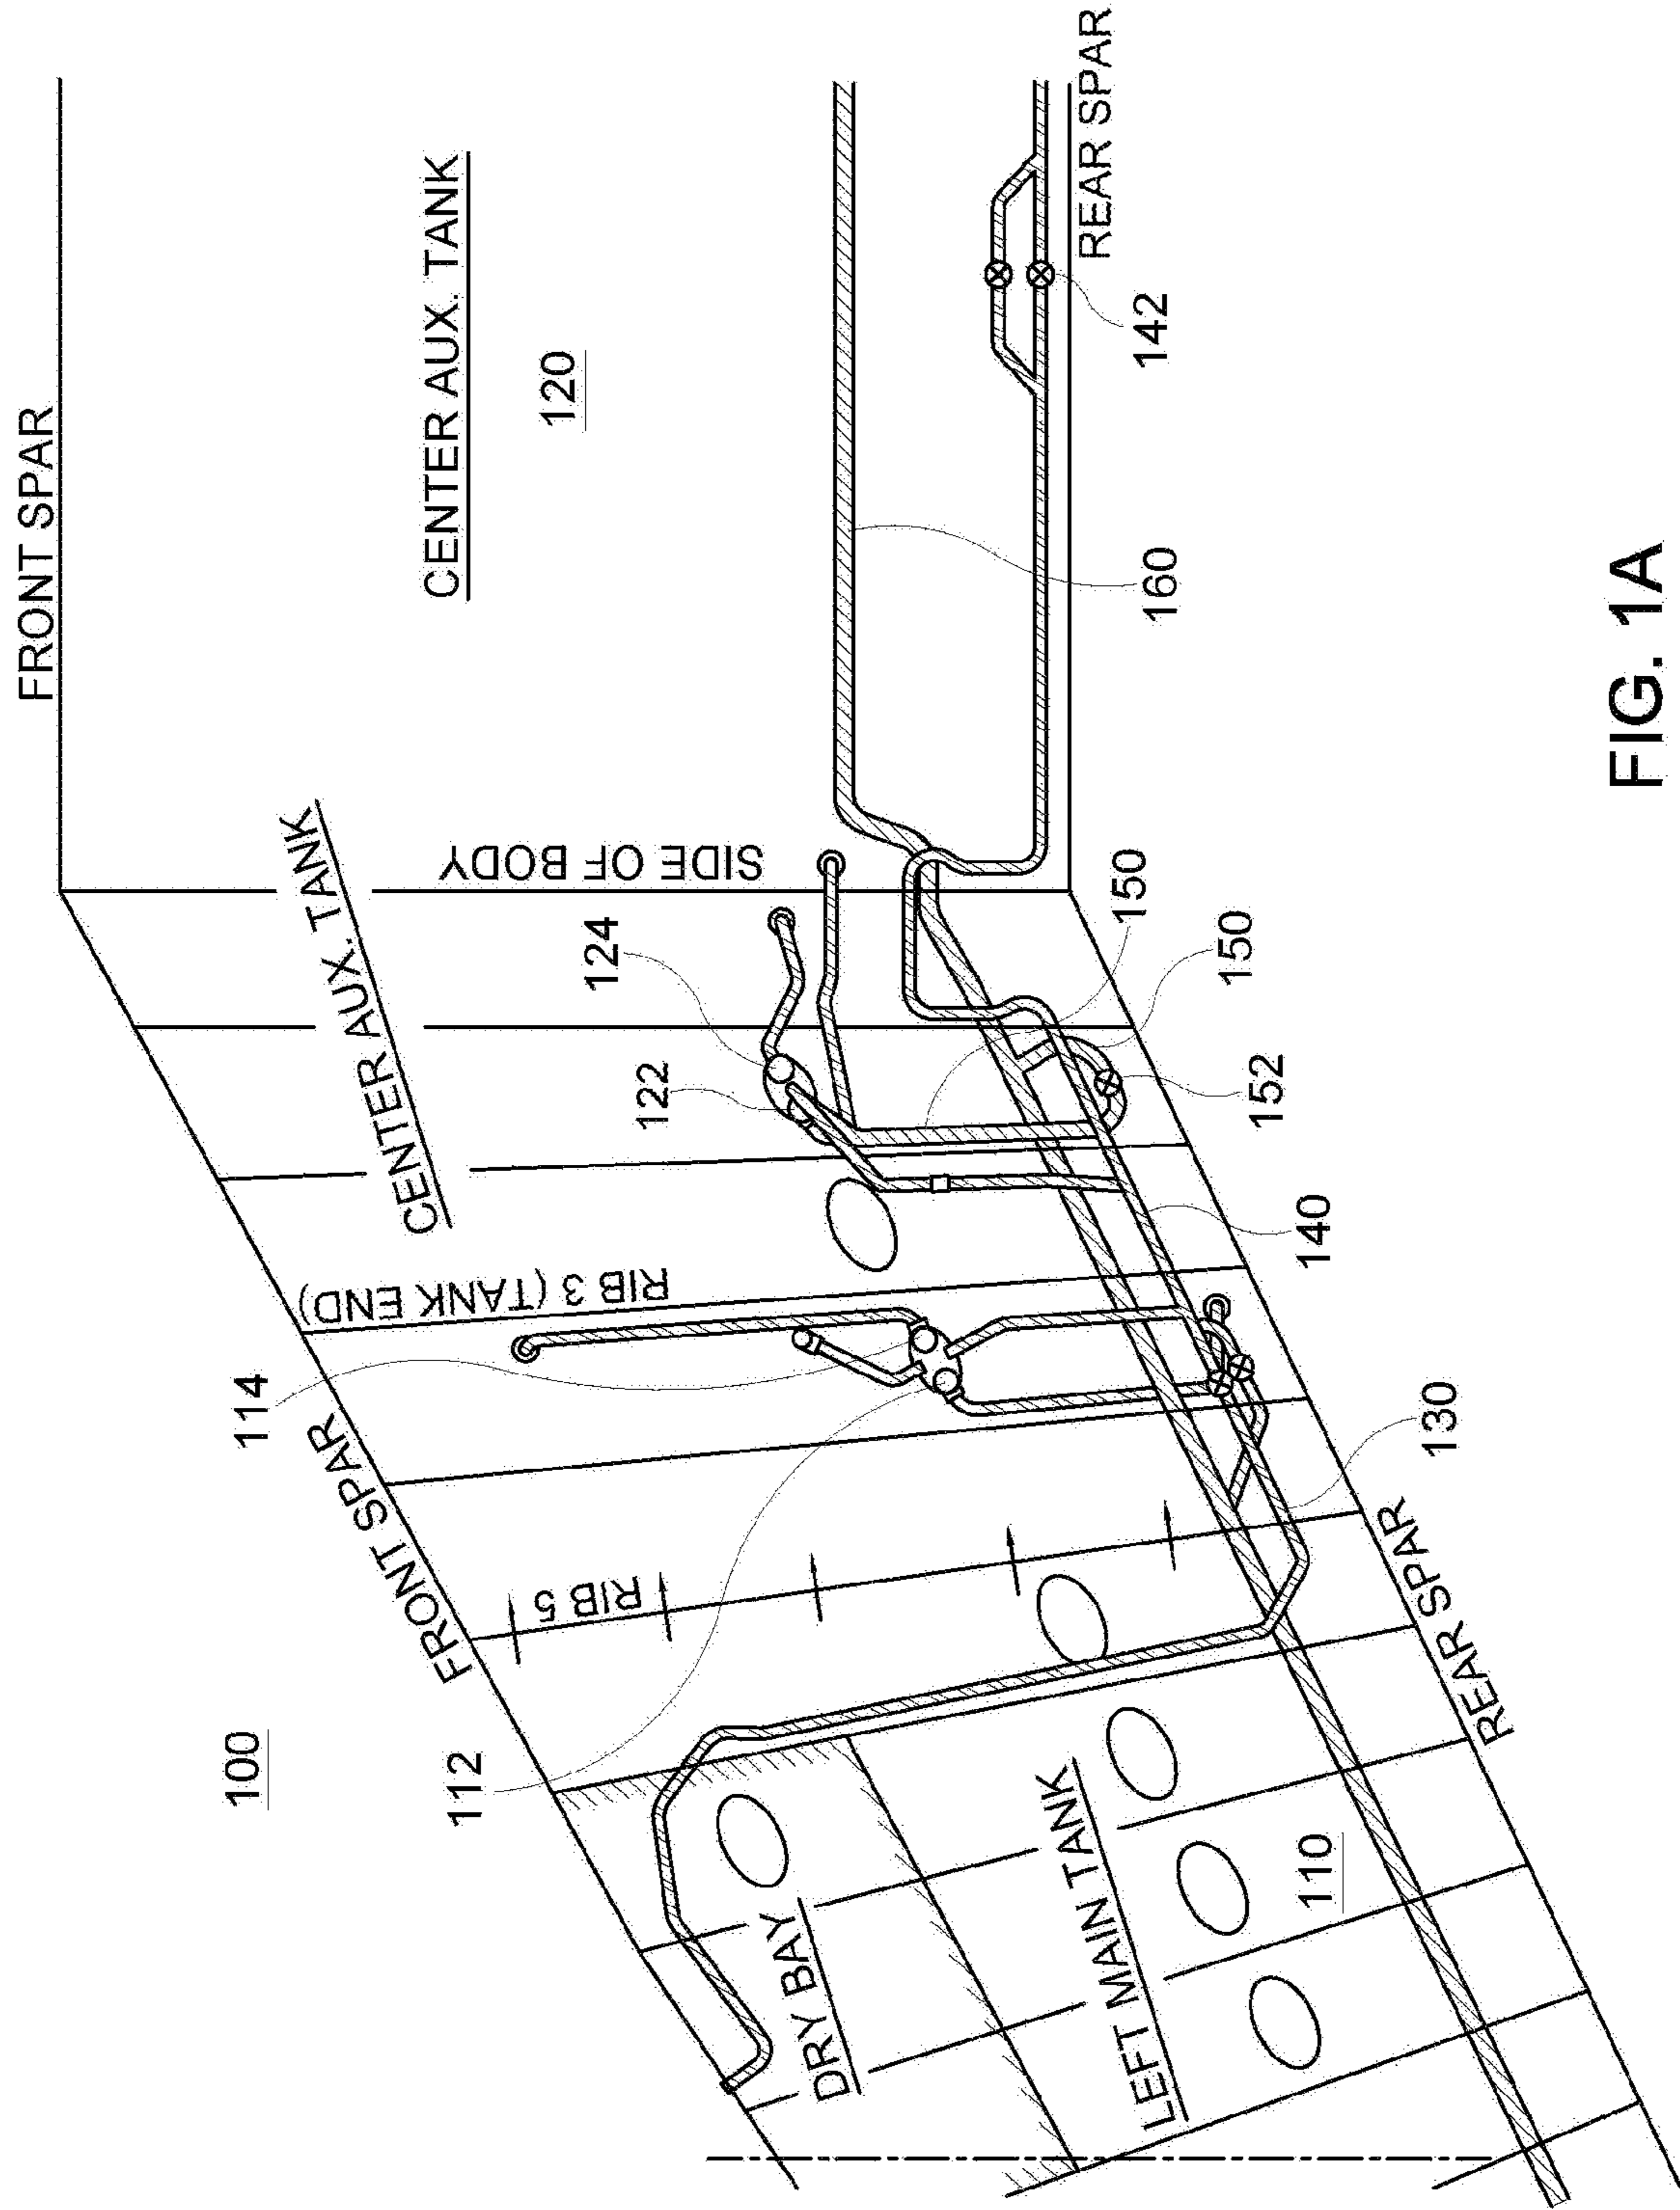 FRONT SPAR
CENTER AUX. TANK
120
REAR SPAR
142
160
SIDE OF BODY
CENTER AUX. TANK
124
122
150
150
152
140
RIB 3 (TANK END)
114
FRONT SPAR
130
RIB 5
REAR SPAR
100
112
DRY BAY
LEFT MAIN TANK
110
FIG. 1A